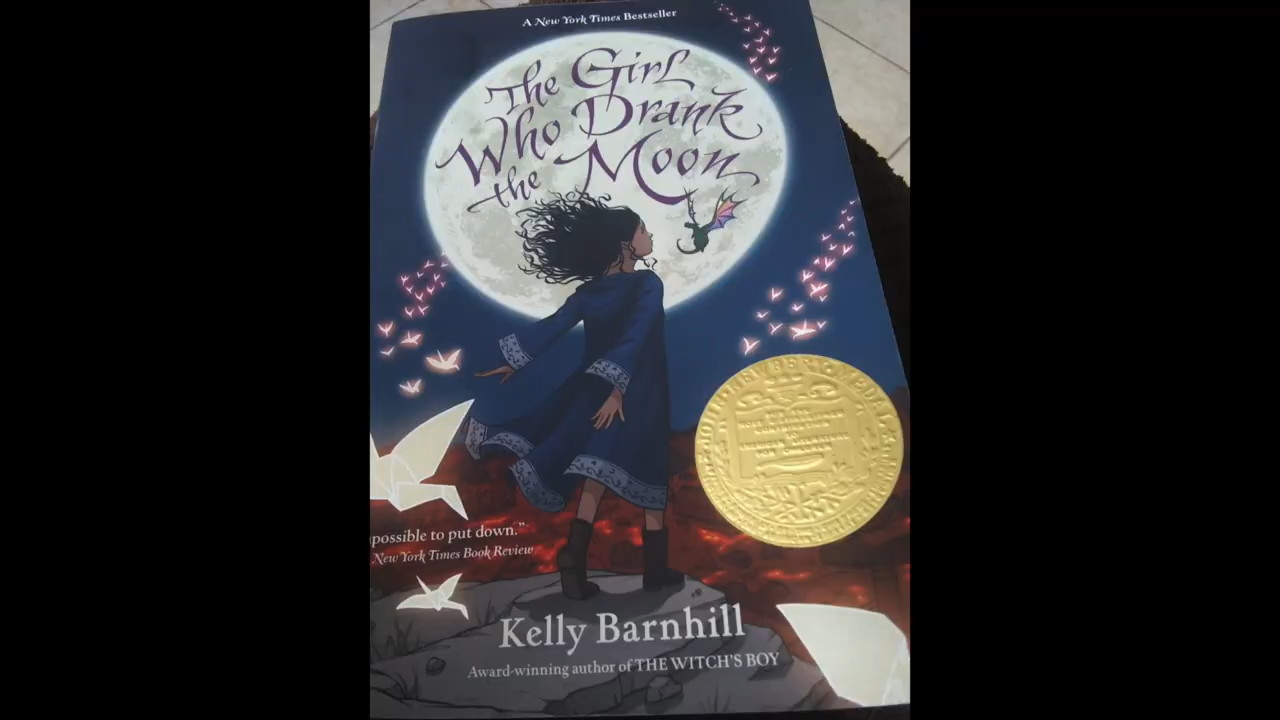 A New York Times Bestseller
The Girl
Who Drank
the Moon
possible to put down."
New York Times Book Review
Kelly Barnhill
Award-winning author of THE WITCH'S BOY